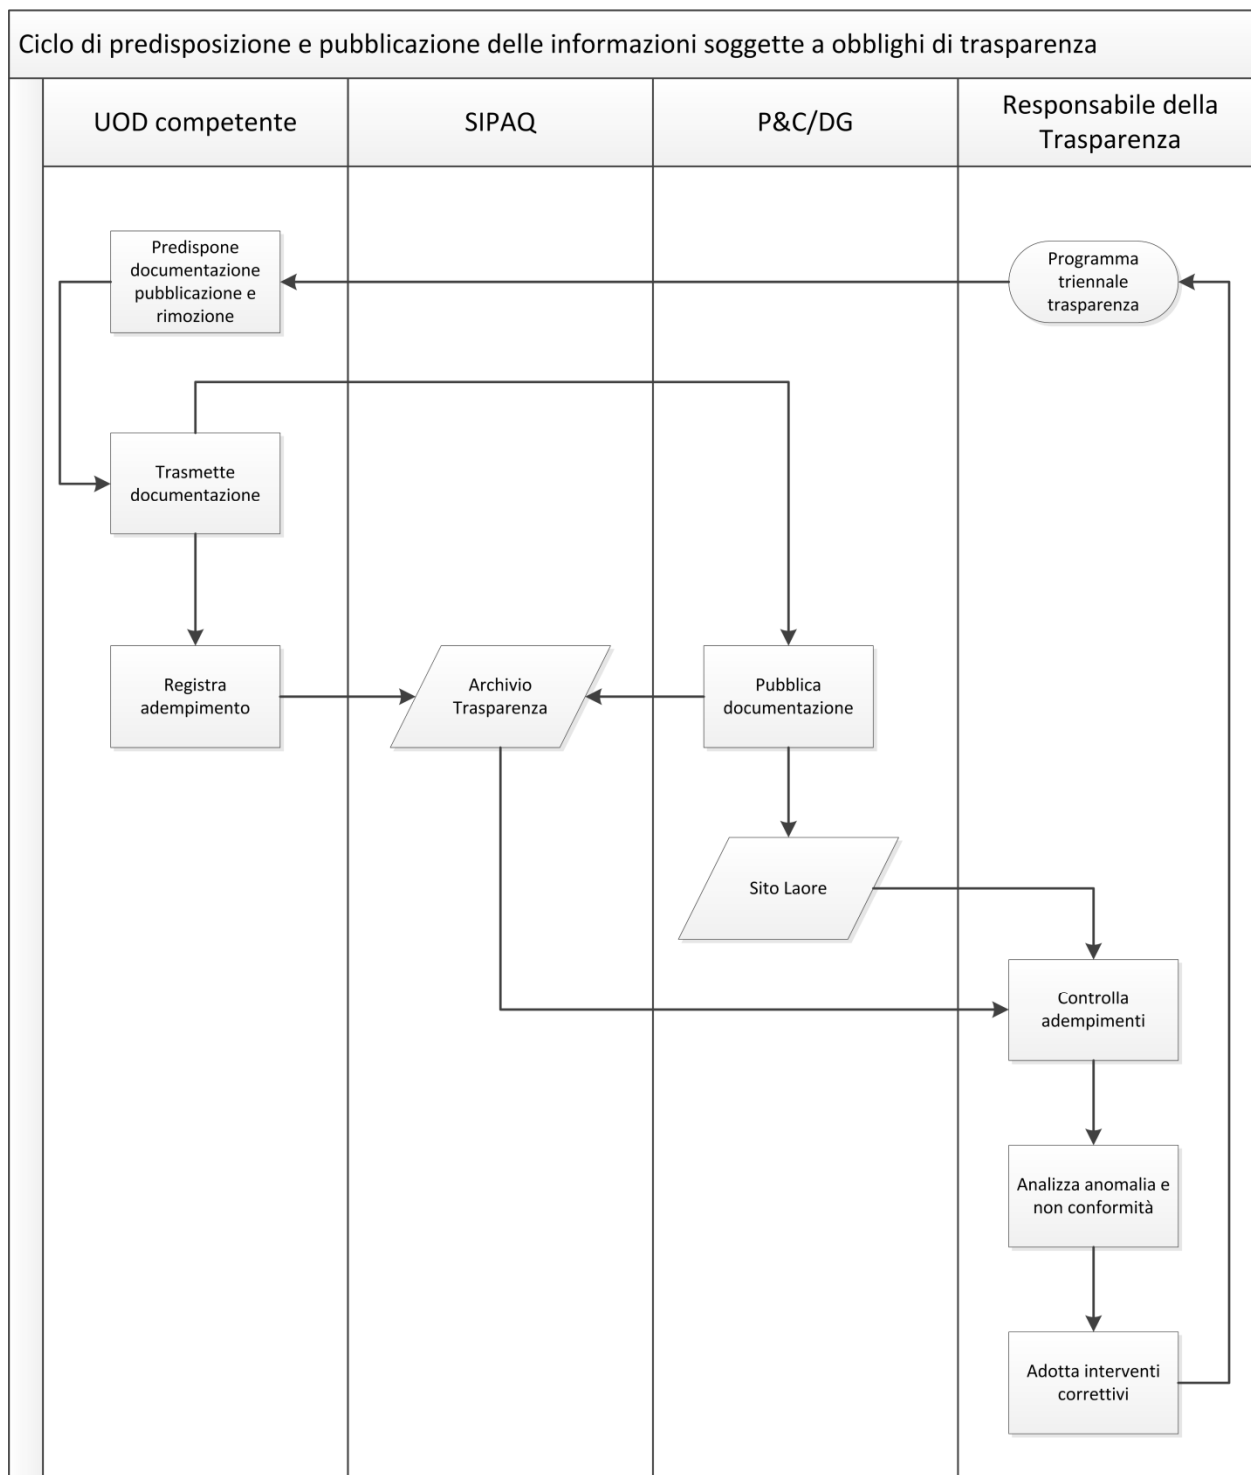 Ciclo di predisposizione e pubblicazione delle informazioni soggette a obblighi di trasparenza
UOD competente
SIPAQ
P&C/DG
Responsabile della
Trasparenza
Predispone
documentazione
pubblicazione e
rimozione
Programma
triennale
trasparenza
Trasmette
documentazione
Registra
adempimento
Archivio
Trasparenza
Pubblica
documentazione
Sito Laore
Controlla
adempimenti
Analizza anomalia e
non conformità
Adotta interventi
correttivi